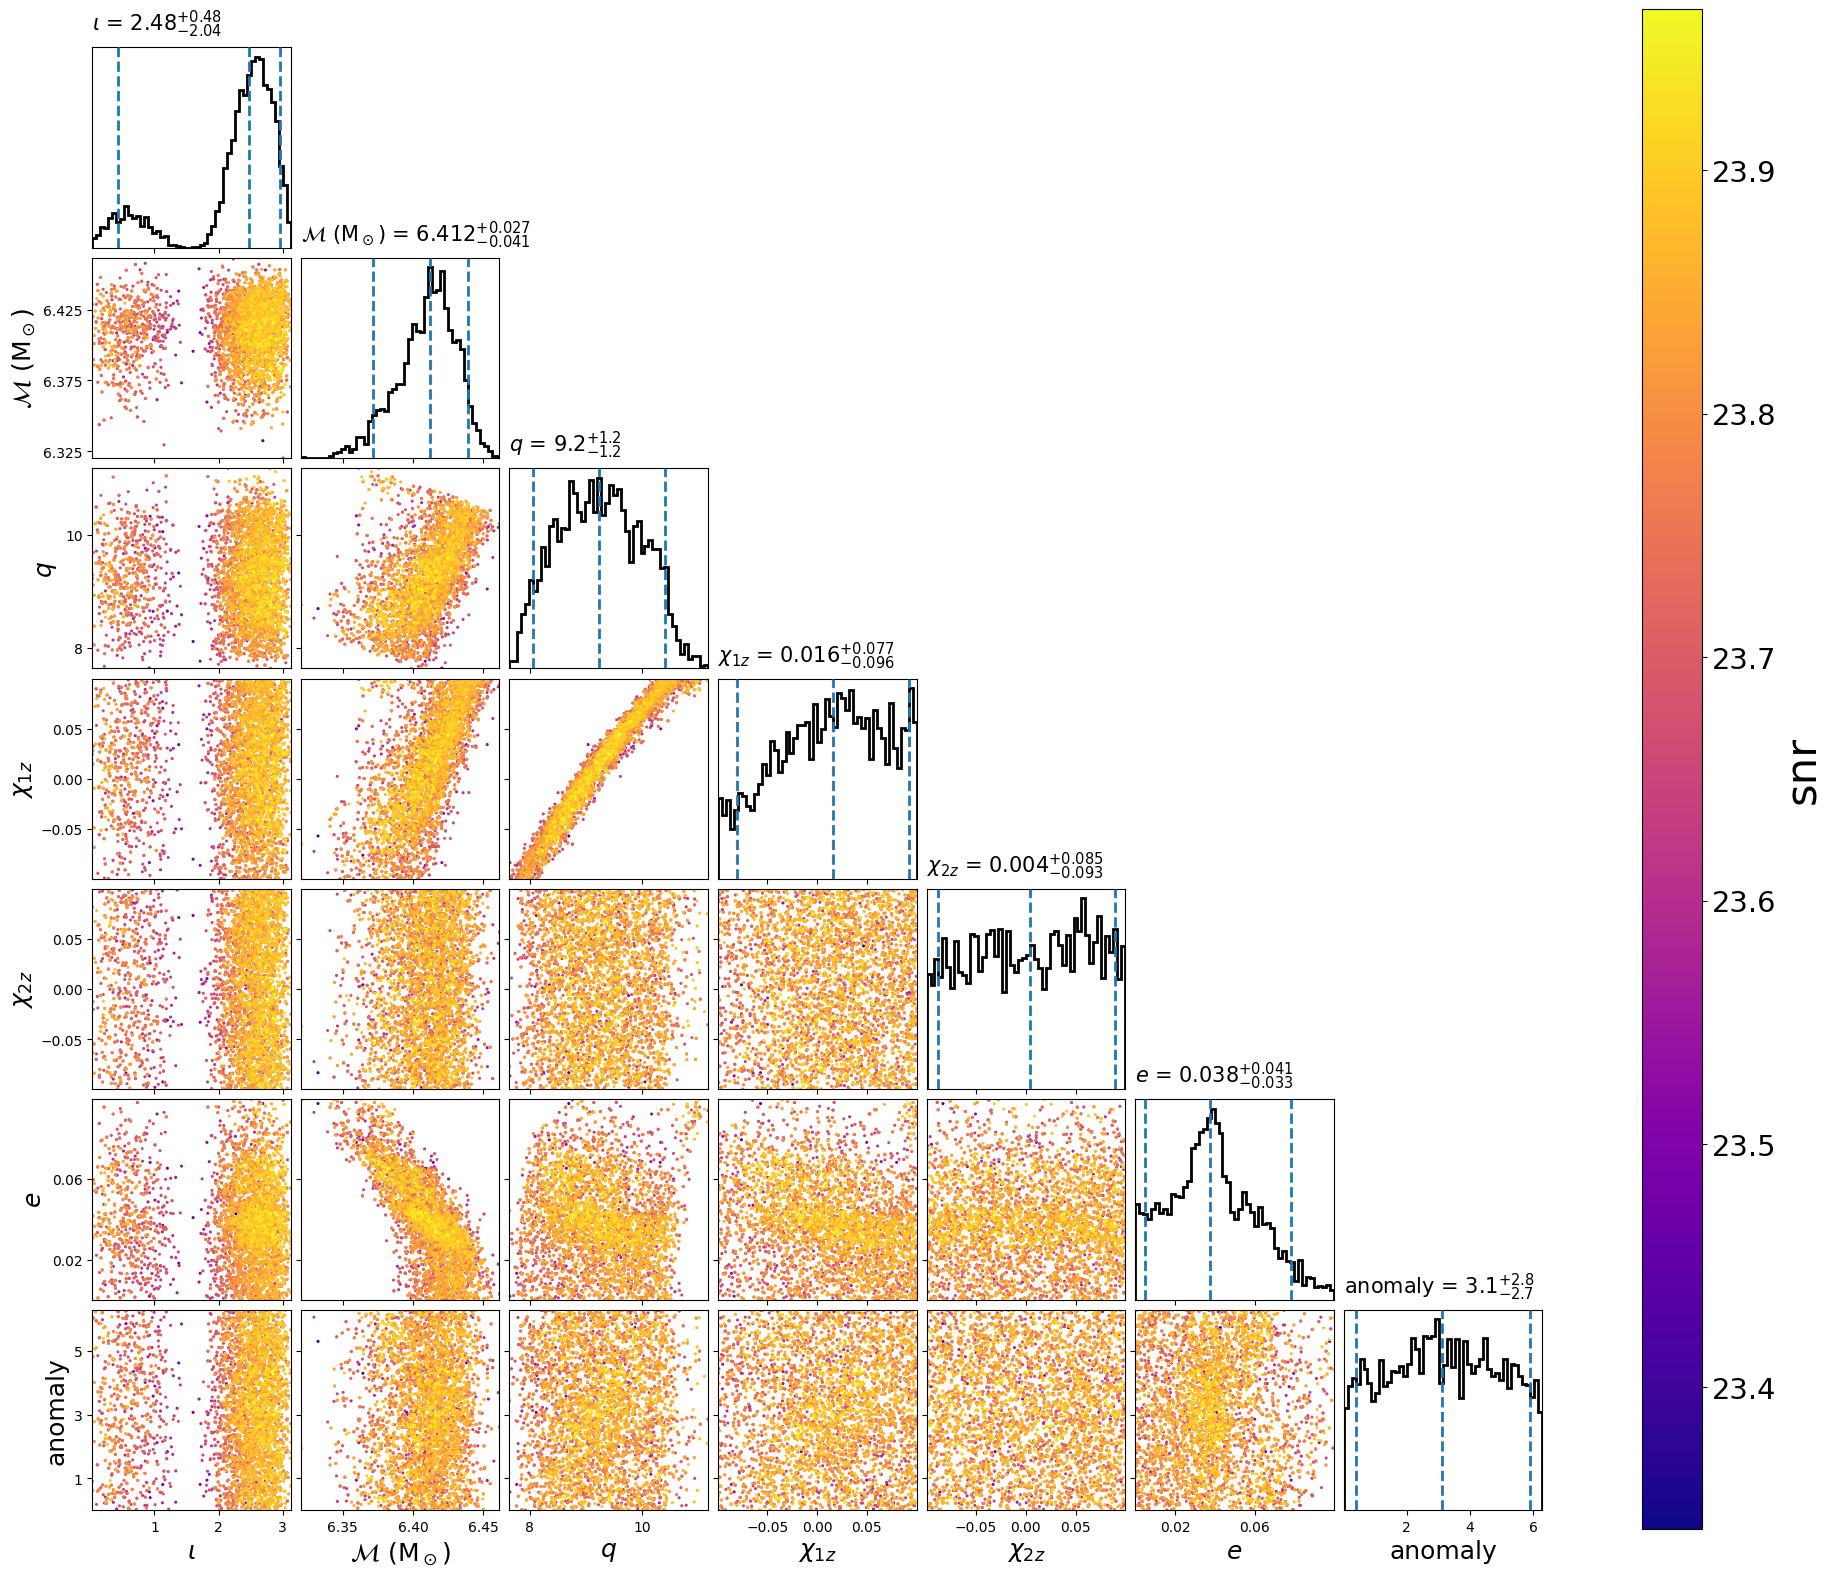 ι = 2.48+0.48−2.04
ℳ (M⊙) = 6.412+0.027−0.041
q = 9.2+1.2−1.2
χ1z = 0.016+0.077−0.096
χ2z = 0.004+0.085−0.093
e = 0.038+0.041−0.033
anomaly = 3.1+2.8−2.7
ℳ (M⊙)
6.425
6.375
6.325
q
10
8
χ1z
0.05
0.00
−0.05
χ2z
0.05
0.00
−0.05
e
0.06
0.02
anomaly
5
3
1
1 2 3
6.35 6.40 6.45
8 10
−0.05 0.00 0.05
−0.05 0.00 0.05
0.02 0.06
2 4 6
ι
ℳ (M⊙)
q
χ1z
χ2z
e
anomaly
23.9
23.8
23.7
23.6
23.5
23.4
snr